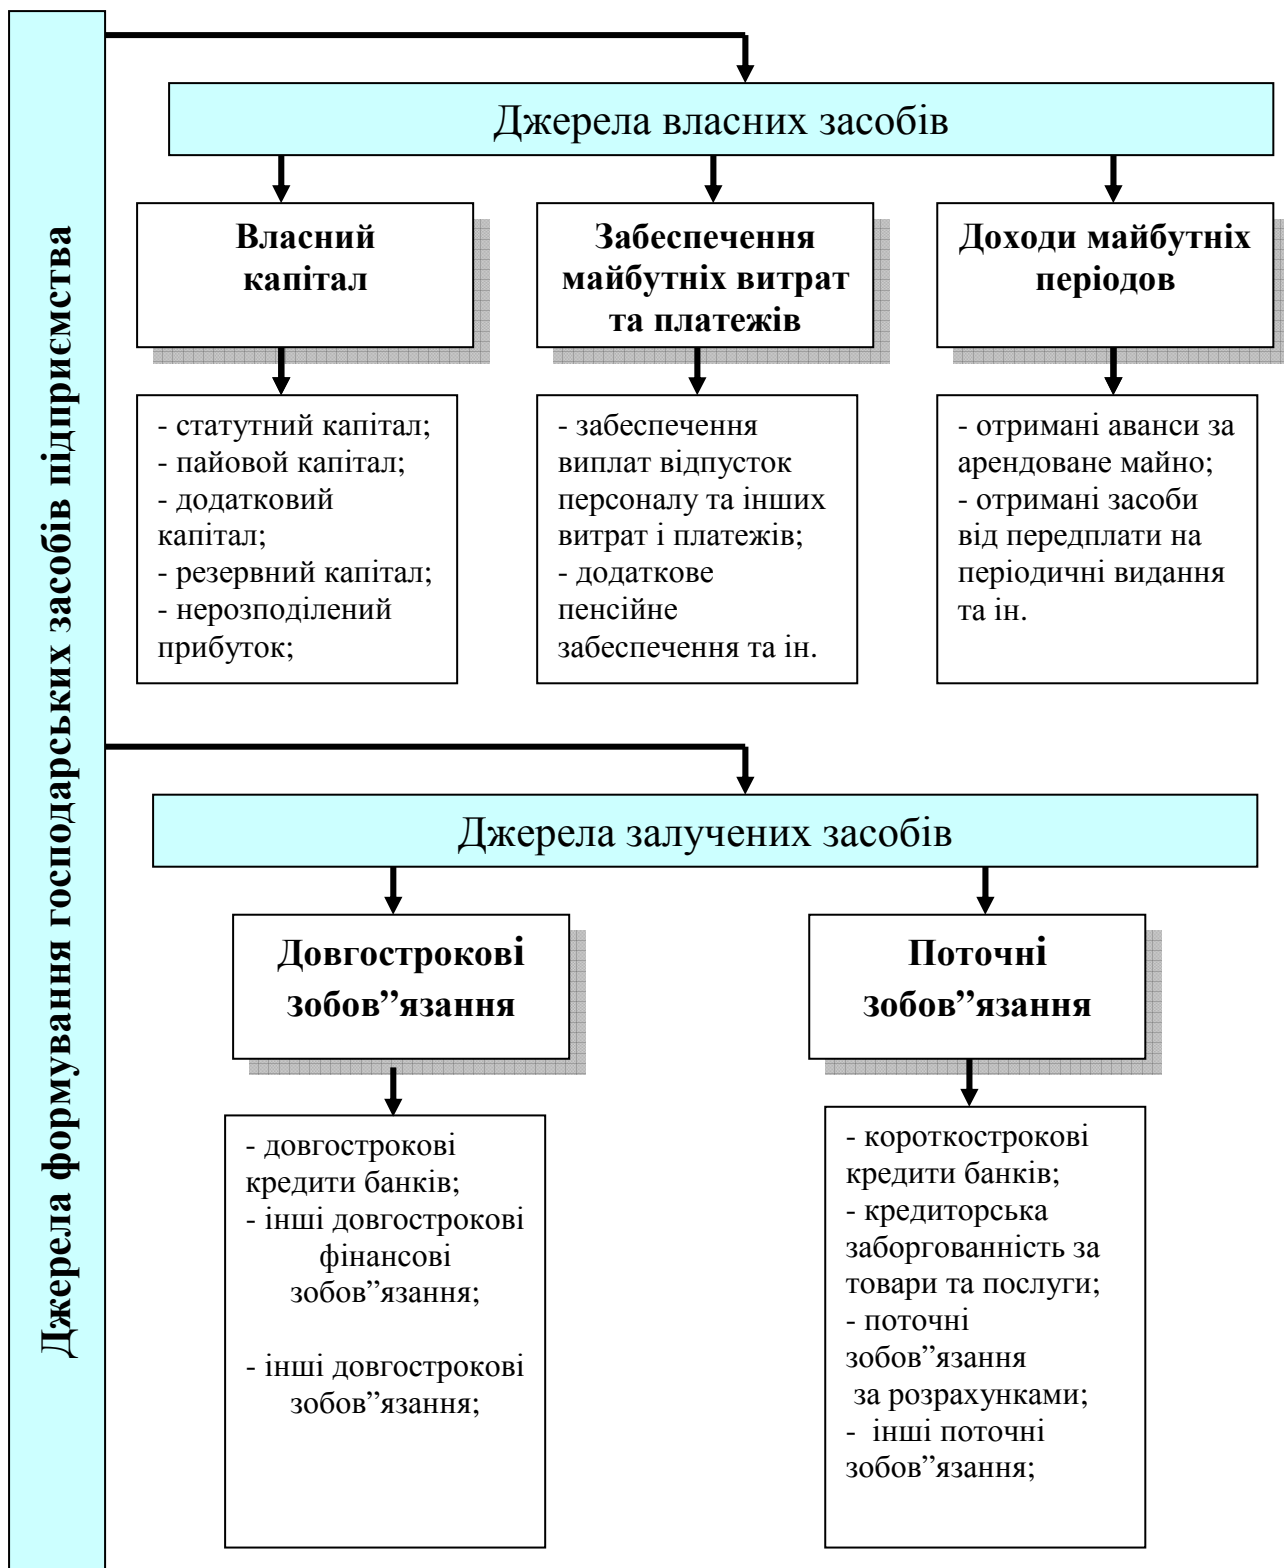 Джерела формування господарських засобів підприємства
Джерела власних засобів
Власний
капітал
Забеспечення
майбутніх витрат
та платежів
Доходи майбутніх
періодов
- статутний капітал;
- пайовой капітал;
- додатковий
капітал;
- резервний капітал;
- нерозподілений
прибуток;
- забеспечення
виплат відпусток
персоналу та інших
витрат і платежів;
- додаткове
пенсійне
забеспечення та ін.
- отримані аванси за
арендоване майно;
- отримані засоби
від передплати на
періодичні видання
та ін.
Джерела залучених засобів
Довгострокові
зобов”язання
Поточні
зобов”язання
- довгострокові
кредити банків;
- інші довгострокові
фінансові
зобов”язання;
- інші довгострокові
зобов”язання;
- короткострокові
кредити банків;
- кредиторська
заборгованність за
товари та послуги;
- поточні
зобов”язання
за розрахунками;
- інші поточні
зобов”язання;